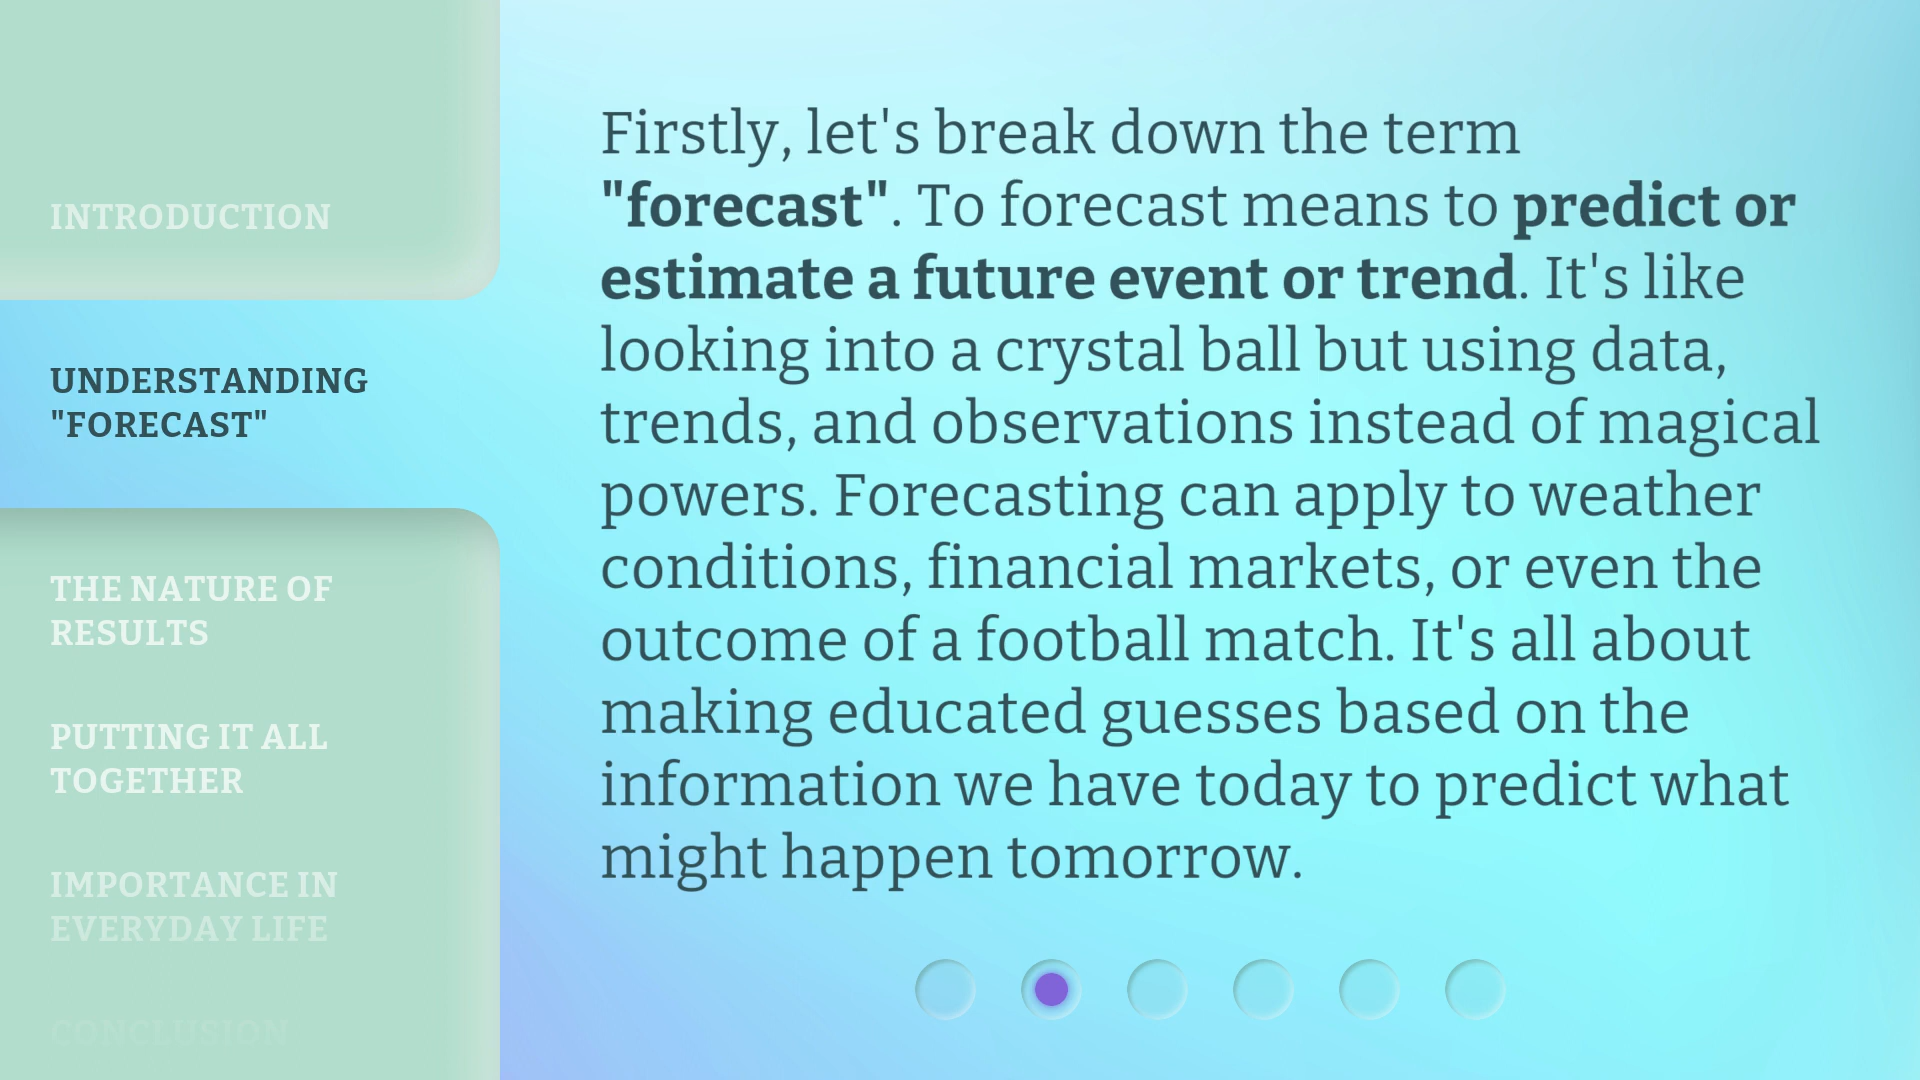 INTRODUCTION
UNDERSTANDING
"FORECAST"
THE NATURE OF
RESULTS
PUTTING IT ALL
TOGETHER
IMPORTANCE IN
EVERYDAY LIFE
CONCLUSION
Firstly, let's break down the term
"forecast". To forecast means to predict or
estimate a future event or trend. It's like
looking into a crystal ball but using data,
trends, and observations instead of magical
powers. Forecasting can apply to weather
conditions, financial markets, or even the
outcome of a football match. It's all about
making educated guesses based on the
information we have today to predict what
might happen tomorrow.